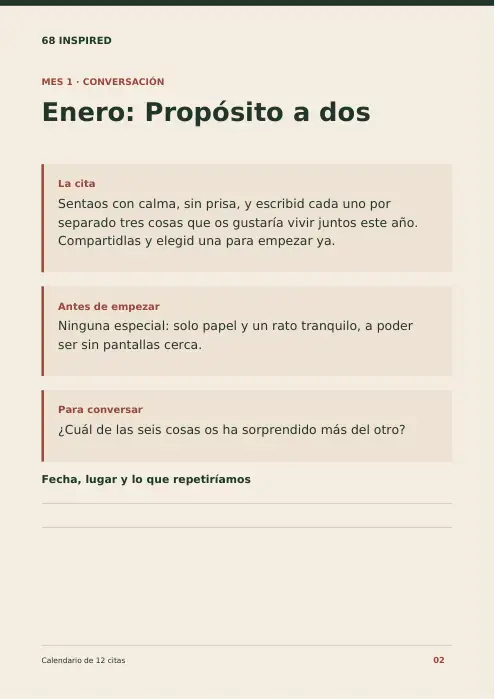 68 INSPIRED
MES 1 · CONVERSACIÓN
Enero: Propósito a dos
La cita
Sentaos con calma, sin prisa, y escribid cada uno por
separado tres cosas que os gustaría vivir juntos este año.
Compartidlas y elegid una para empezar ya.
Antes de empezar
Ninguna especial: solo papel y un rato tranquilo, a poder
ser sin pantallas cerca.
Para conversar
¿Cuál de las seis cosas os ha sorprendido más del otro?
Fecha, lugar y lo que repetiríamos
Calendario de 12 citas
02